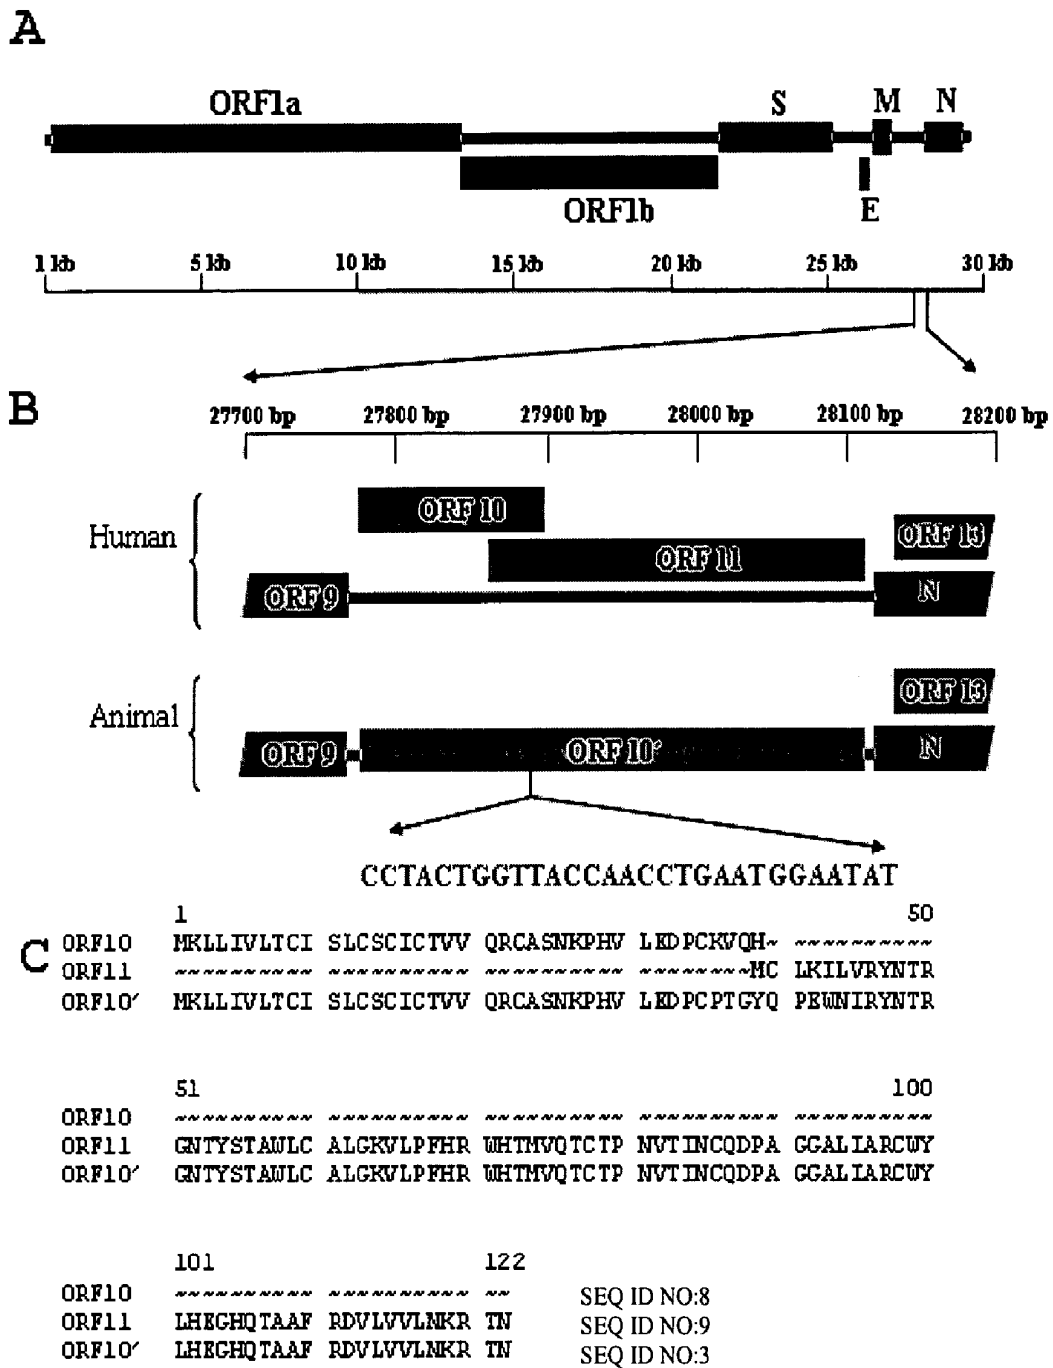 A
ORF1a S M N
ORF1b E
1 kb 5 kb 10 kb 15 kb 20 kb 25 kb 30 kb
B
27700 bp 27800 bp 27900 bp 28000 bp 28100 bp 28200 bp
Human
ORF 10
ORF 13
ORF 11
ORF 9 N
Animal
ORF 13
ORF 9 ORF 10′ N
CCTACTGGTTACCAACCTGAATGGAATAT
1 50
C
ORF10 MKLLIVLTCI SLCSCICTVV QRCASNKPHV LEDPCKVQH~ ~~~~~~~~~~
ORF11 ~~~~~~~~~~ ~~~~~~~~~~ ~~~~~~~~~~ ~~~~~~~~MC LKILVRYNTR
ORF10′ MKLLIVLTCI SLCSCICTVV QRCASNKPHV LEDPCPTGYQ PEWNIRYNTR
51 100
ORF10 ~~~~~~~~~~ ~~~~~~~~~~ ~~~~~~~~~~ ~~~~~~~~~~ ~~~~~~~~~~
ORF11 GNTYSTAWLC ALGKVLPFHR WHTMVQTCTP NVTINCQDPA GGALIARCWY
ORF10′ GNTYSTAWLC ALGKVLPFHR WHTMVQTCTP NVTINCQDPA GGALIARCWY
101 122
ORF10 ~~~~~~~~~~ ~~~~~~~~~~ ~~ SEQ ID NO:8
ORF11 LHEGHQTAAF RDVLVVLNKR TN SEQ ID NO:9
ORF10′ LHEGHQTAAF RDVLVVLNKR TN SEQ ID NO:3